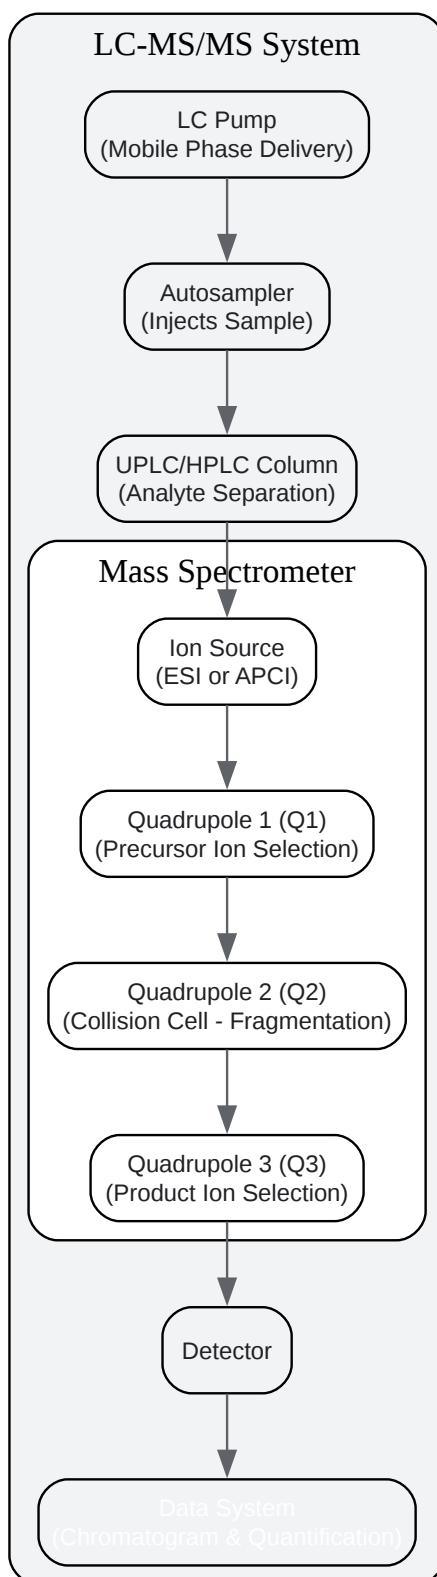 LC-MS/MS System
LC Pump
(Mobile Phase Delivery)
Autosampler
(Injects Sample)
UPLC/HPLC Column
(Analyte Separation)
Mass Spectrometer
Ion Source
(ESI or APCI)
Quadrupole 1 (Q1)
(Precursor Ion Selection)
Quadrupole 2 (Q2)
(Collision Cell - Fragmentation)
Quadrupole 3 (Q3)
(Product Ion Selection)
Detector
Data System
(Chromatogram & Quantification)